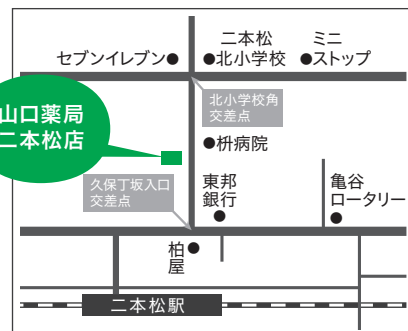 セブンイレブン●
二本松
●北小学校
ミニ
●ストップ
山口薬局
二本松店
北小学校角
交差点
●枡病院
久保丁坂入口
交差点
東邦
銀行
●
亀谷
ロータリー
●
柏●
屋
二本松駅